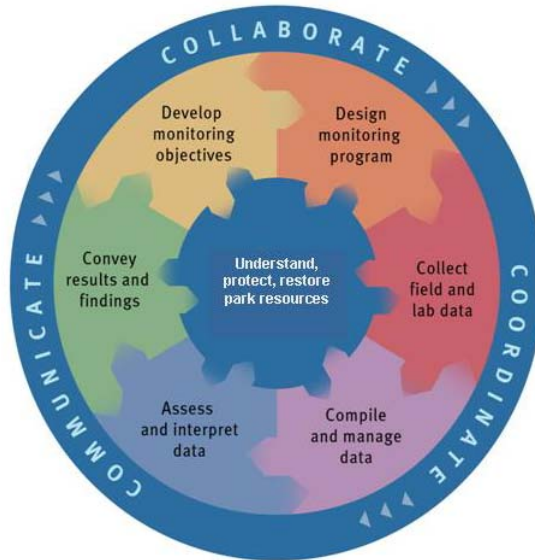 COLLABORATE
Develop
monitoring
objectives
Design
monitoring
program
Convey
results and
findings
Understand,
protect, restore
park resources
Collect
field and
lab data
Assess
and interpret
data
Compile
and manage
data
COMMUNICATE
COORDINATE